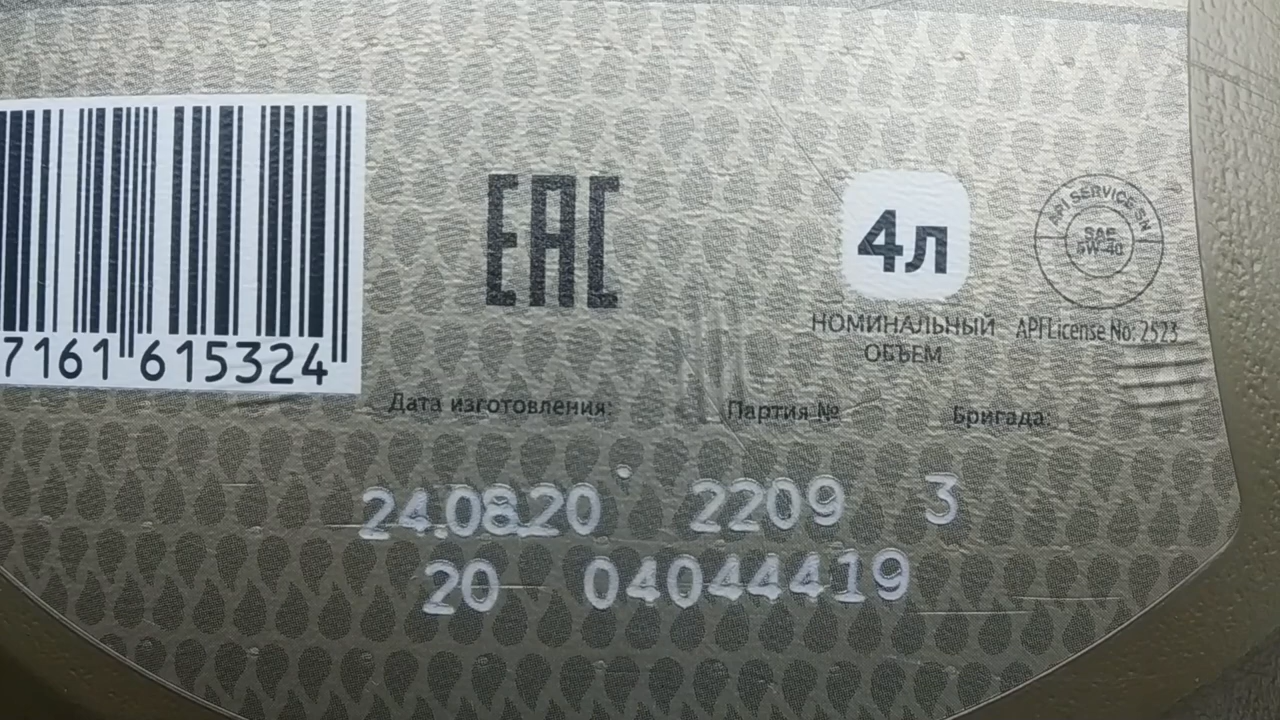 EAC
4л
API SERVICE SN
SAE
5W-40
НОМИНАЛЬНЫЙ
ОБЪЕМ
API License No: 2523
7161 615324
Дата изготовления:
Партия №
Бригада:
24.08.20 2209 3
20 04044419